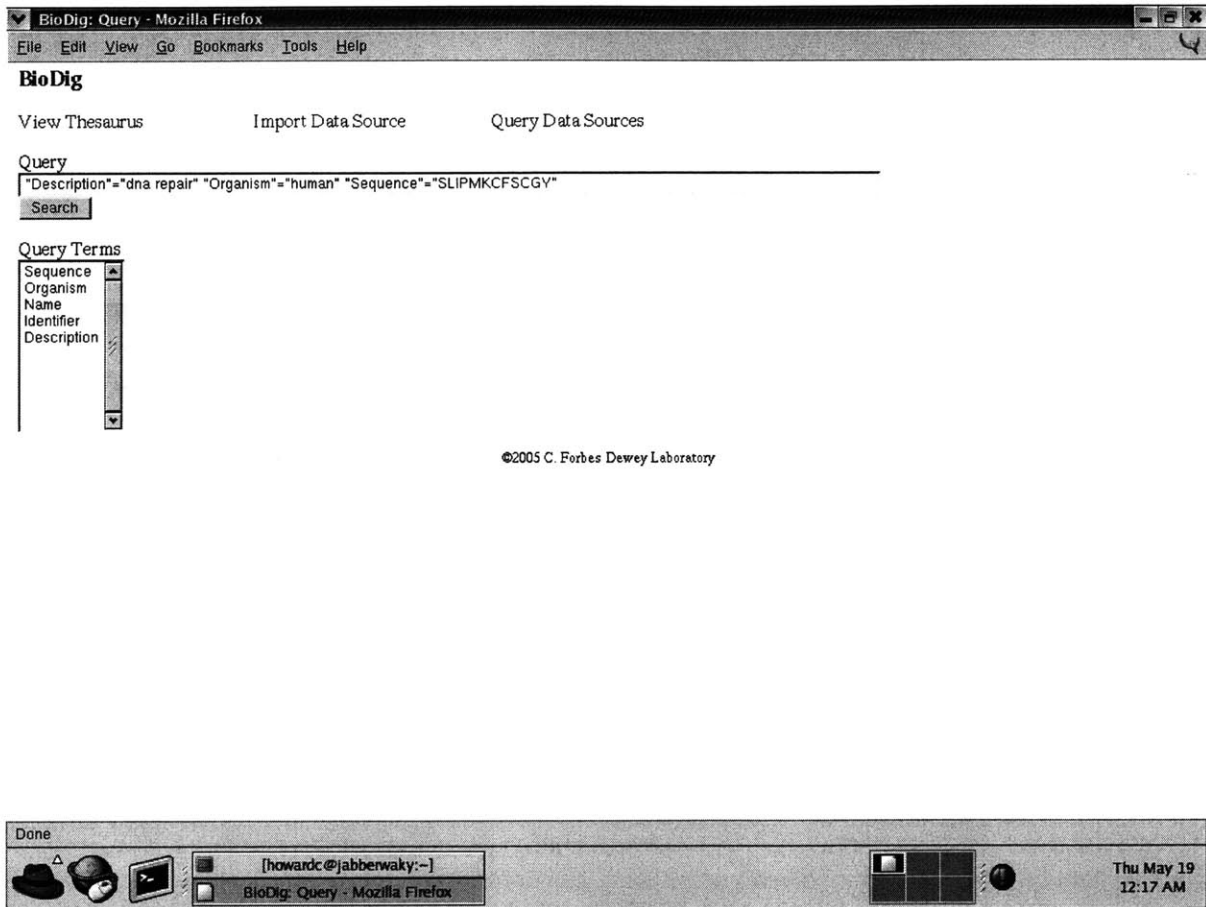 BioDig: Query - Mozilla Firefox
File Edit View Go Bookmarks Tools Help
BioDig
View Thesaurus Import Data Source Query Data Sources
Query
"Description"="dna repair" "Organism"="human" "Sequence"="SLIPMKCFSCGY"
Search
Query Terms
Sequence
Organism
Name
Identifier
Description
©2005 C. Forbes Dewey Laboratory
Done
[howardc@jabberwaky:~]
BioDig: Query - Mozilla Firefox
Thu May 19
12:17 AM